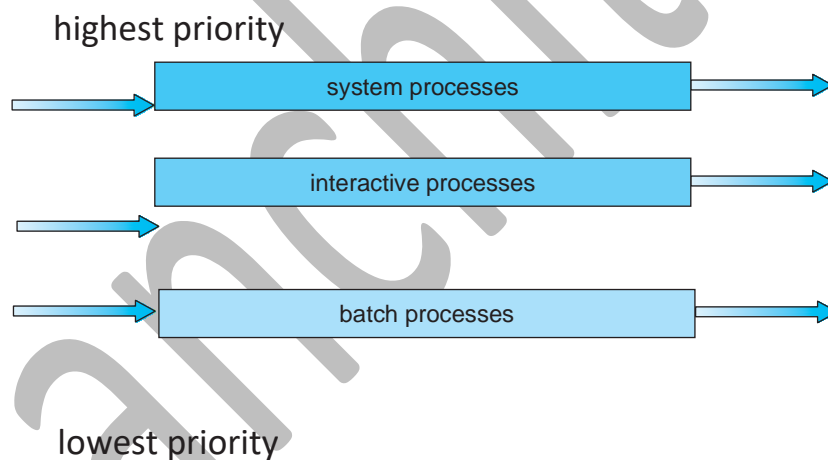 highest priority
system processes
interactive processes
batch processes
lowest priority